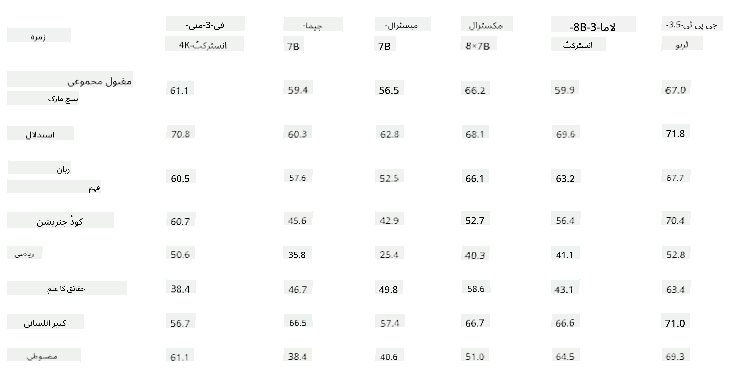 زمرہ فی-3-منی- جیما- میسٹرال- مکسٹرال لاما-3-8B- جی پی ٹی-3.5-
4K-انسٹرکٹ 7B 7B 8×7B انسٹرکٹ ٹربو
مقبول مجموعی
بینچ مارک 61.1 59.4 56.5 66.2 59.9 67.0
استدلال 70.8 60.3 62.8 68.1 69.6 71.8
زبان
فہم 60.5 57.6 52.5 66.1 63.2 67.7
کوڈ جنریشن 60.7 45.6 42.9 52.7 56.4 70.4
ریاضی 50.6 35.8 25.4 40.3 41.1 52.8
حقائق کا علم 38.4 46.7 49.8 58.6 43.1 63.4
کثیر اللسانی 56.7 66.5 57.4 66.7 66.6 71.0
مضبوطی 61.1 38.4 40.6 51.0 64.5 69.3